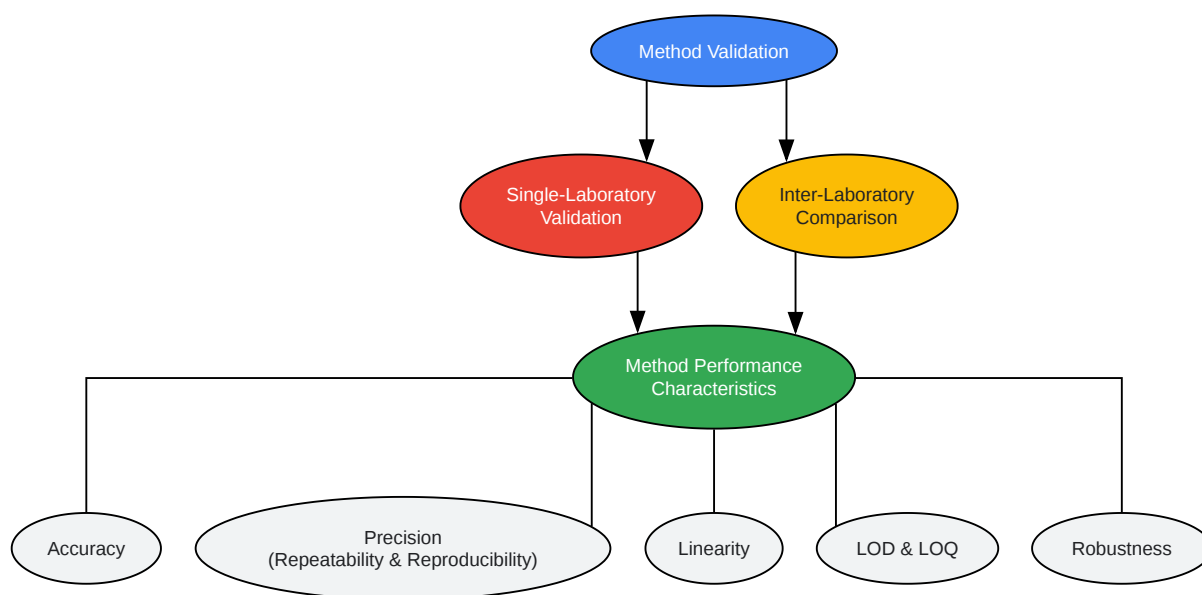 Method Validation
Single-Laboratory
Validation
Inter-Laboratory
Comparison
Method Performance
Characteristics
Accuracy
Precision
(Repeatability & Reproducibility)
Linearity
LOD & LOQ
Robustness